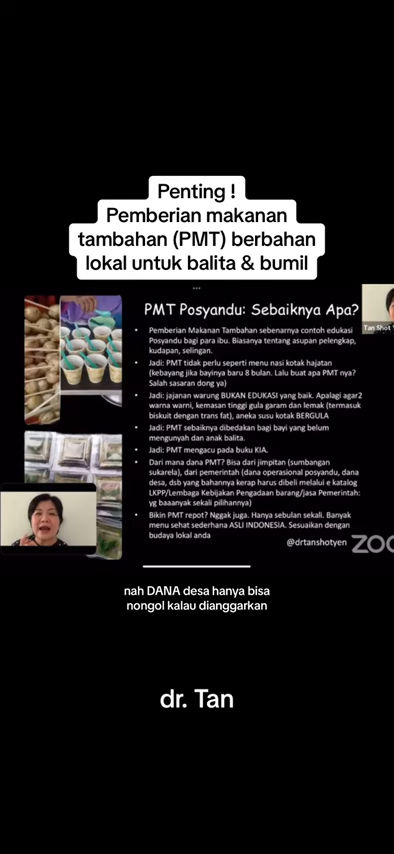 Penting !
Pemberian makanan
tambahan (PMT) berbahan
lokal untuk balita & bumil
PMT Posyandu: Sebaiknya Apa?
Tan Shot
• Pemberian Makanan Tambahan sebenarnya contoh edukasi
Posyandu bagi para ibu. Biasanya tentang asupan pelengkap,
kudapan, selingan.
• Jadi: PMT tidak perlu seperti menu nasi kotak hajatan
(kebayang jika bayinya baru 8 bulan. Lalu buat apa PMT nya?
Salah sasaran dong ya)
• Jadi: jajanan warung BUKAN EDUKASI yang baik. Apalagi agar2
warna warni, kemasan tinggi gula garam dan lemak (termasuk
biskuit dengan trans fat), aneka susu kotak BERGULA
• Jadi: PMT sebaiknya dibedakan bagi bayi yang belum
mengunyah dan anak balita.
• Jadi: PMT mengacu pada buku KIA.
• Dari mana dana PMT? Bisa dari jimpitan (sumbangan
sukarela), dari pemerintah (dana operasional posyandu, dana
desa, dsb yang bahannya kerap harus dibeli melalui e katalog
LKPP/Lembaga Kebijakan Pengadaan barang/jasa Pemerintah:
yg baaanyak sekali pilihannya)
• Bikin PMT repot? Nggak juga. Hanya sebulan sekali. Banyak
menu sehat sederhana ASLI INDONESIA. Sesuaikan dengan
budaya lokal anda
@drtanshotyen
ZOO
nah DANA desa hanya bisa
nongol kalau dianggarkan
dr. Tan